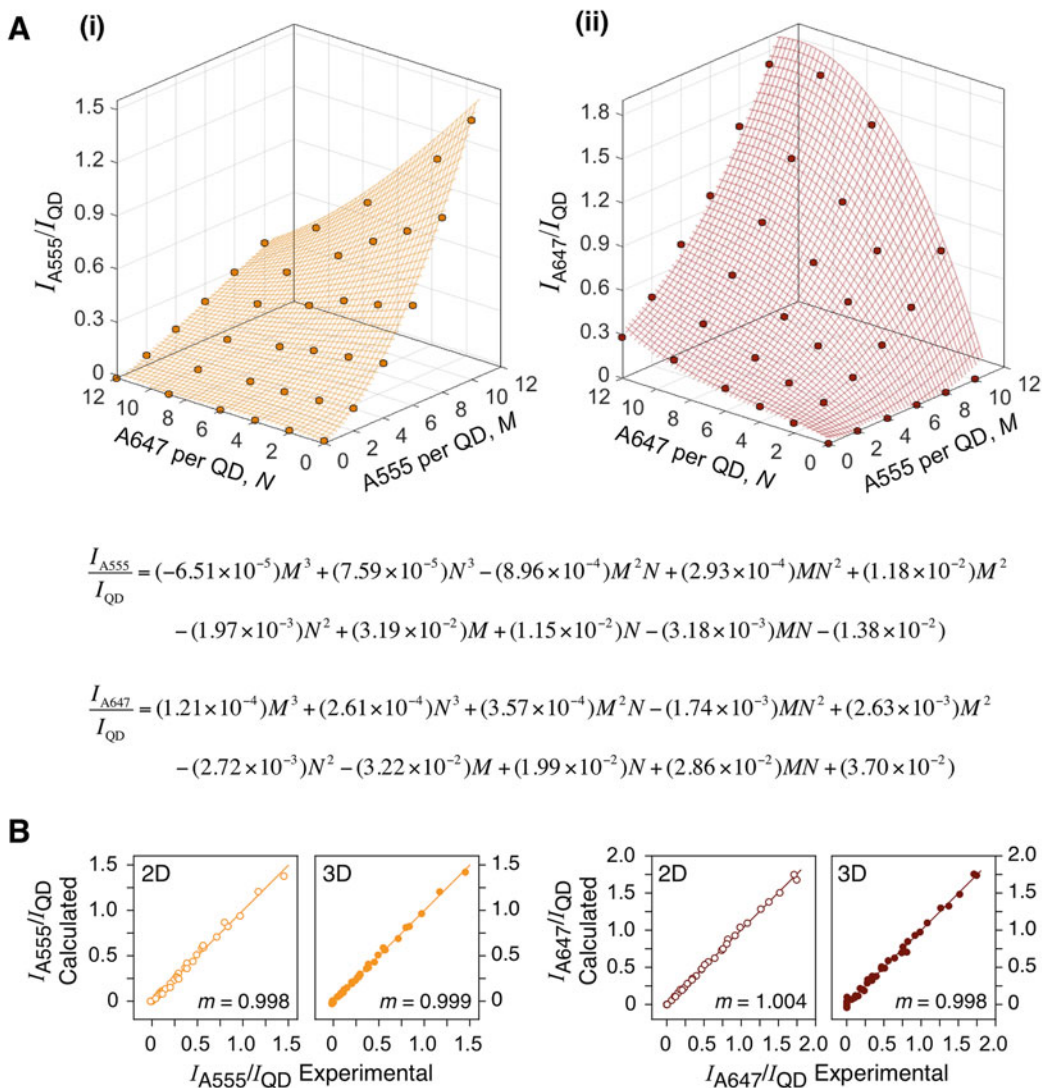 A
(i)
(ii)
I_A555/I_QD
1.5
1.2
0.9
0.6
0.3
0
12
10
8
6
4
2
0
A647 per QD, N
0
2
4
6
8
10
12
A555 per QD, M
I_A647/I_QD
1.8
1.5
1.2
0.9
0.6
0.3
0
12
10
8
6
4
2
0
A647 per QD, N
0
2
4
6
8
10
12
A555 per QD, M
I_A555/I_QD = (−6.51×10⁻⁵)M³ + (7.59×10⁻⁵)N³ − (8.96×10⁻⁴)M²N + (2.93×10⁻⁴)MN² + (1.18×10⁻²)M²
− (1.97×10⁻³)N² + (3.19×10⁻²)M + (1.15×10⁻²)N − (3.18×10⁻³)MN − (1.38×10⁻²)
I_A647/I_QD = (1.21×10⁻⁴)M³ + (2.61×10⁻⁴)N³ + (3.57×10⁻⁴)M²N − (1.74×10⁻³)MN² + (2.63×10⁻³)M²
− (2.72×10⁻³)N² − (3.22×10⁻²)M + (1.99×10⁻²)N + (2.86×10⁻²)MN + (3.70×10⁻²)
B
I_A555/I_QD
Calculated
1.5
1.0
0.5
0
2D
m = 0.998
0 0.5 1.0 1.5
3D
m = 0.999
0 0.5 1.0 1.5
1.5
1.0
0.5
0
I_A555/I_QD Experimental
I_A647/I_QD
Calculated
2.0
1.5
1.0
0.5
0.0
2D
m = 1.004
0 0.5 1.0 1.5 2.0
3D
m = 0.998
0 0.5 1.0 1.5 2.0
2.0
1.5
1.0
0.5
0
I_A647/I_QD Experimental